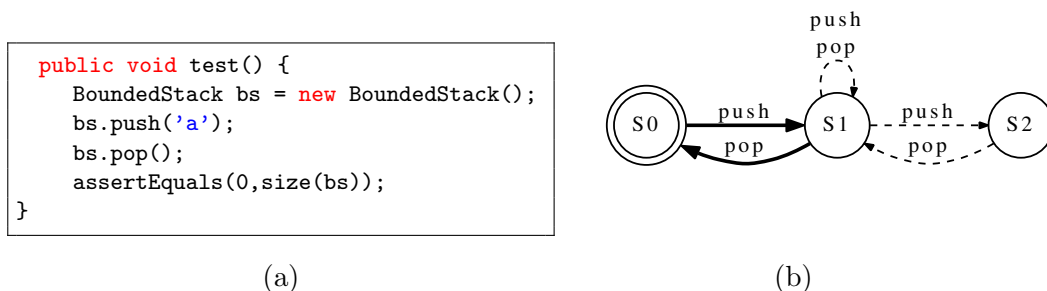 public void test() {
BoundedStack bs = new BoundedStack();
bs.push('a');
bs.pop();
assertEquals(0,size(bs));
}
(a)
push
pop
S0
push
pop
S1
push
pop
S2
(b)